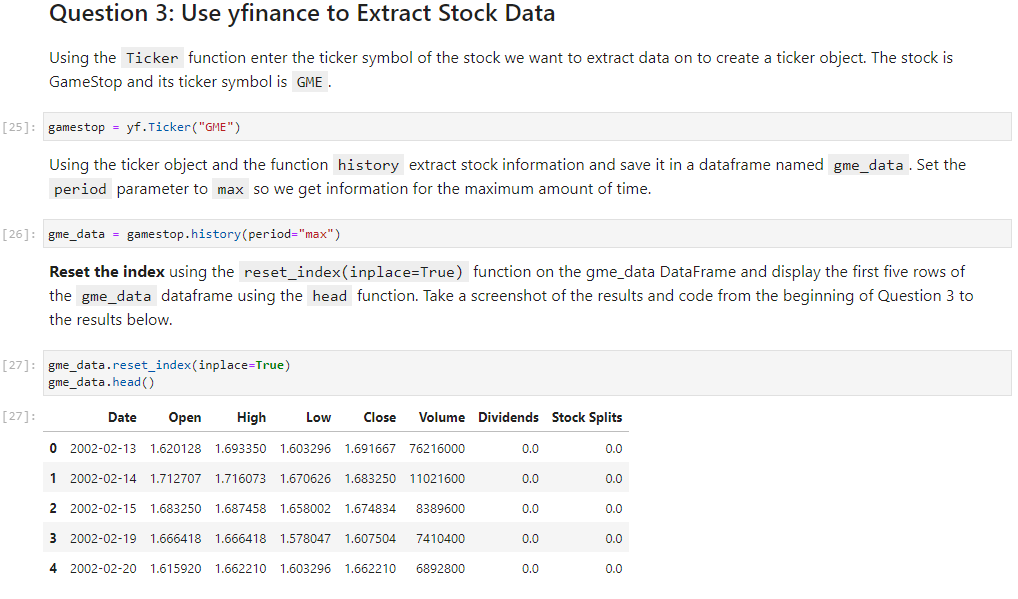 Question 3: Use yfinance to Extract Stock Data
Using the Ticker function enter the ticker symbol of the stock we want to extract data on to create a ticker object. The stock is
GameStop and its ticker symbol is GME .
[25]: gamestop = yf.Ticker("GME")
Using the ticker object and the function history extract stock information and save it in a dataframe named gme_data . Set the
period parameter to max so we get information for the maximum amount of time.
[26]: gme_data = gamestop.history(period="max")
Reset the index using the reset_index(inplace=True) function on the gme_data DataFrame and display the first five rows of
the gme_data dataframe using the head function. Take a screenshot of the results and code from the beginning of Question 3 to
the results below.
[27]: gme_data.reset_index(inplace=True)
gme_data.head()
[27]: Date Open High Low Close Volume Dividends Stock Splits
0 2002-02-13 1.620128 1.693350 1.603296 1.691667 76216000 0.0 0.0
1 2002-02-14 1.712707 1.716073 1.670626 1.683250 11021600 0.0 0.0
2 2002-02-15 1.683250 1.687458 1.658002 1.674834 8389600 0.0 0.0
3 2002-02-19 1.666418 1.666418 1.578047 1.607504 7410400 0.0 0.0
4 2002-02-20 1.615920 1.662210 1.603296 1.662210 6892800 0.0 0.0